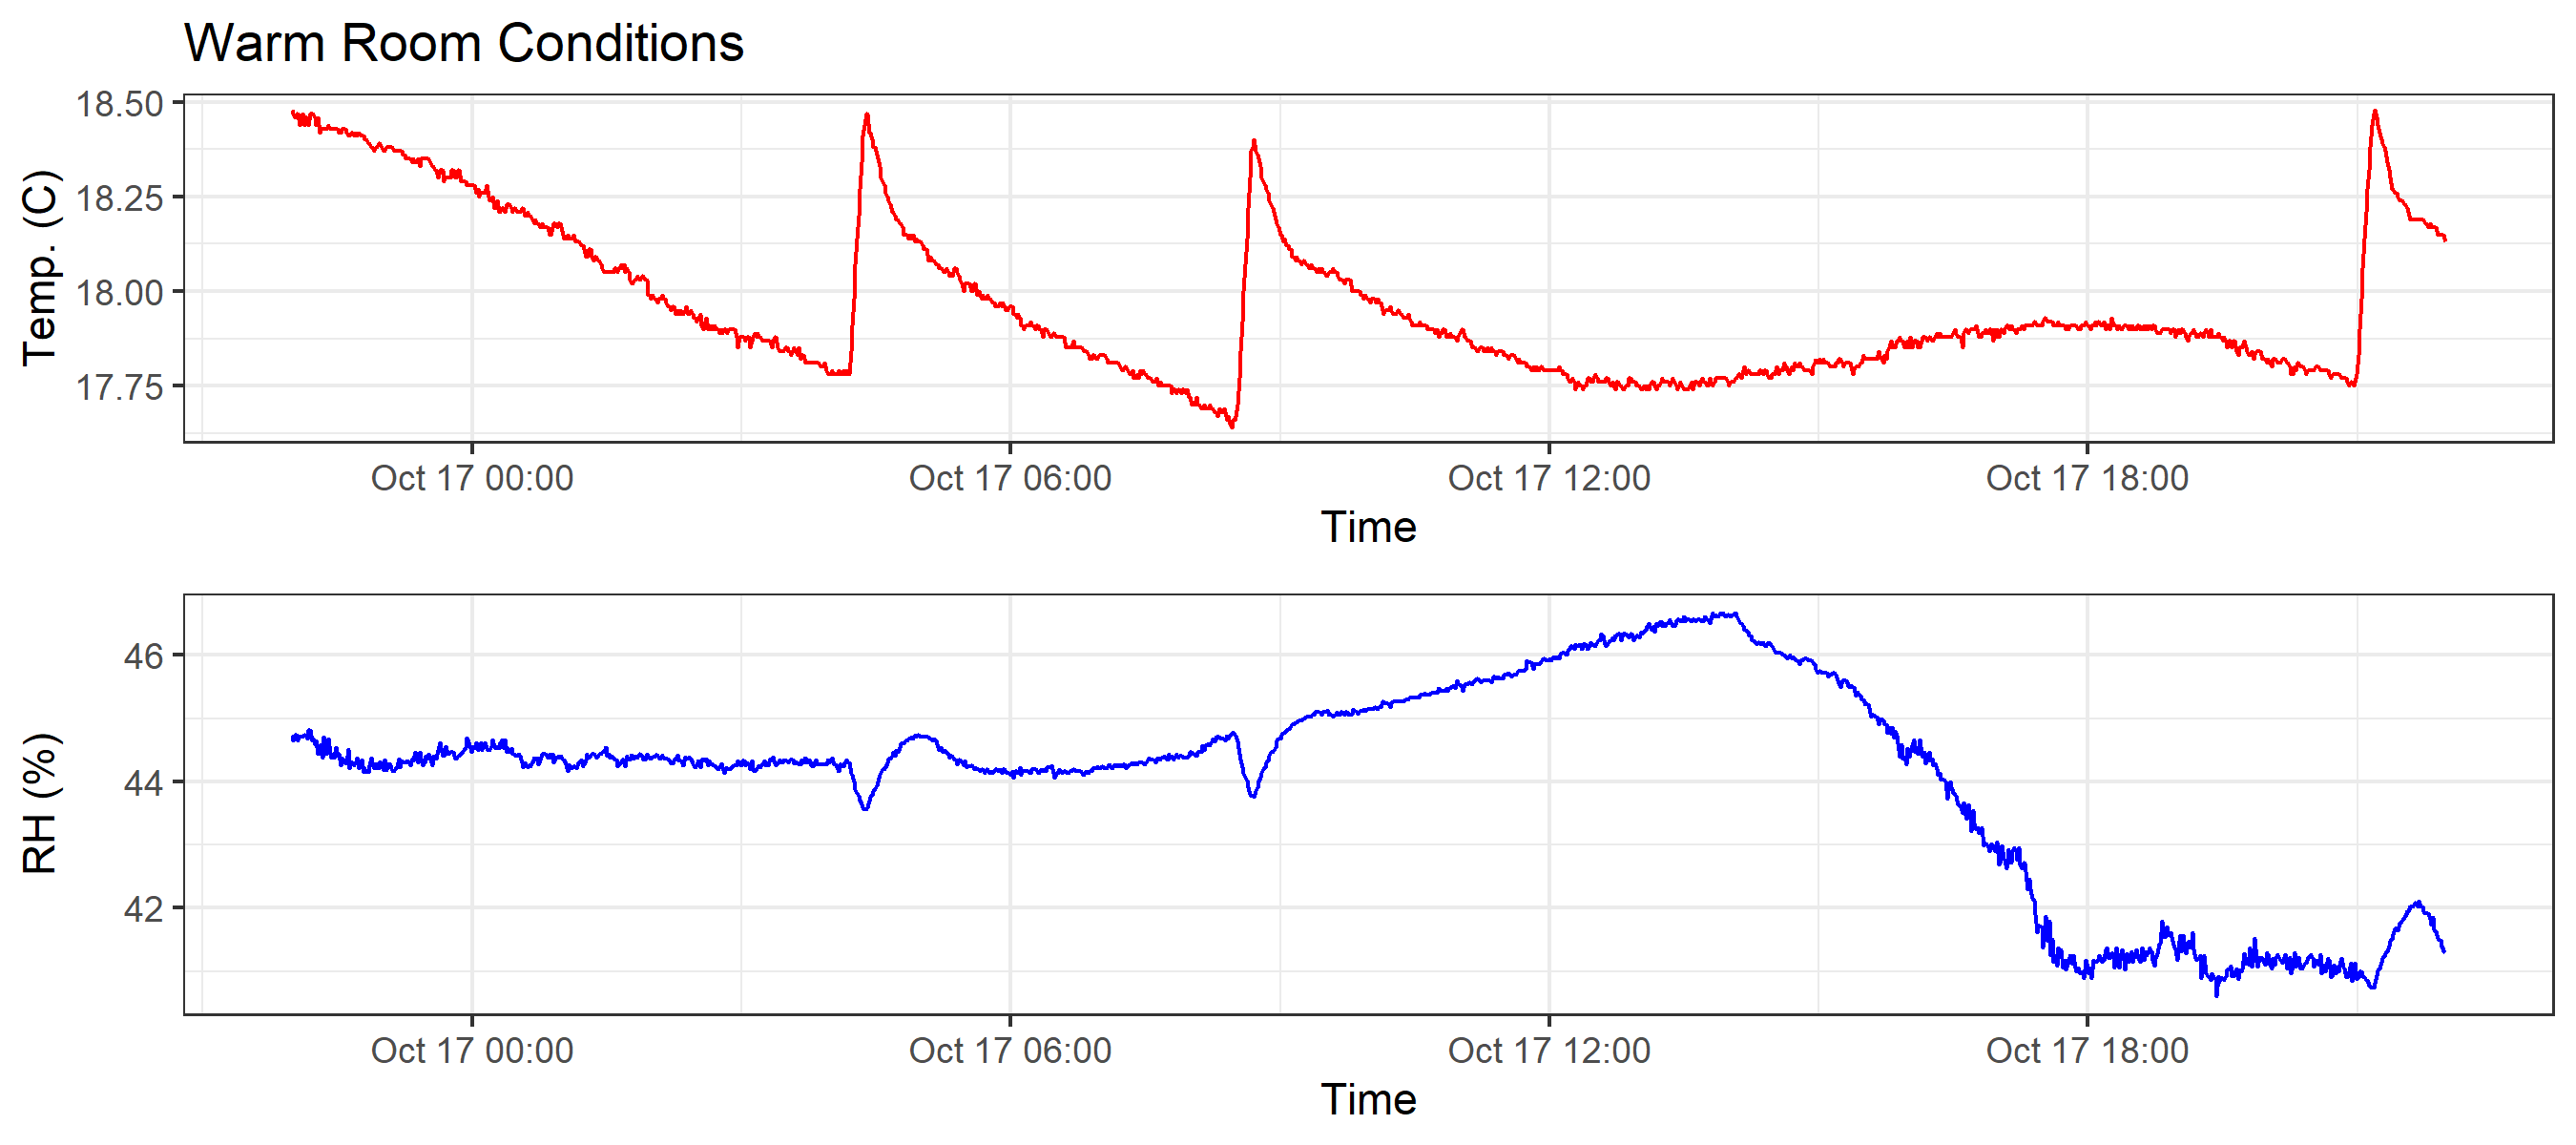 Warm Room Conditions
Temp. (C)
18.50
18.25
18.00
17.75
Oct 17 00:00 Oct 17 06:00 Oct 17 12:00 Oct 17 18:00
Time
RH (%)
46
44
42
Oct 17 00:00 Oct 17 06:00 Oct 17 12:00 Oct 17 18:00
Time